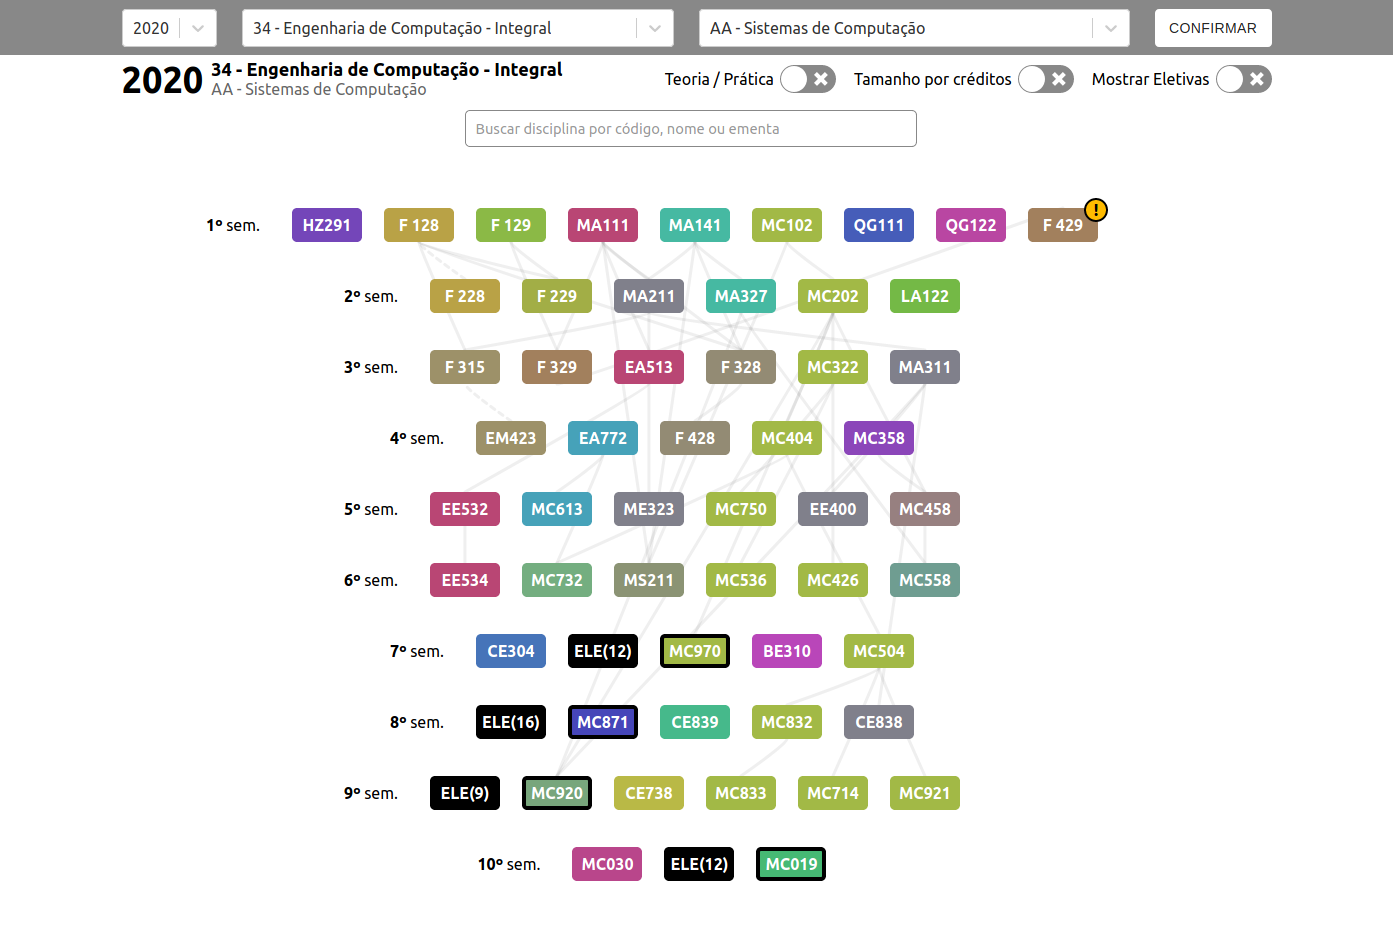 2020 34 - Engenharia de Computação - Integral AA - Sistemas de Computação CONFIRMAR
2020 34 - Engenharia de Computação - Integral
AA - Sistemas de Computação
Teoria / Prática Tamanho por créditos Mostrar Eletivas
Buscar disciplina por código, nome ou ementa
1º sem. HZ291 F 128 F 129 MA111 MA141 MC102 QG111 QG122 F 429 !
2º sem. F 228 F 229 MA211 MA327 MC202 LA122
3º sem. F 315 F 329 EA513 F 328 MC322 MA311
4º sem. EM423 EA772 F 428 MC404 MC358
5º sem. EE532 MC613 ME323 MC750 EE400 MC458
6º sem. EE534 MC732 MS211 MC536 MC426 MC558
7º sem. CE304 ELE(12) MC970 BE310 MC504
8º sem. ELE(16) MC871 CE839 MC832 CE838
9º sem. ELE(9) MC920 CE738 MC833 MC714 MC921
10º sem. MC030 ELE(12) MC019